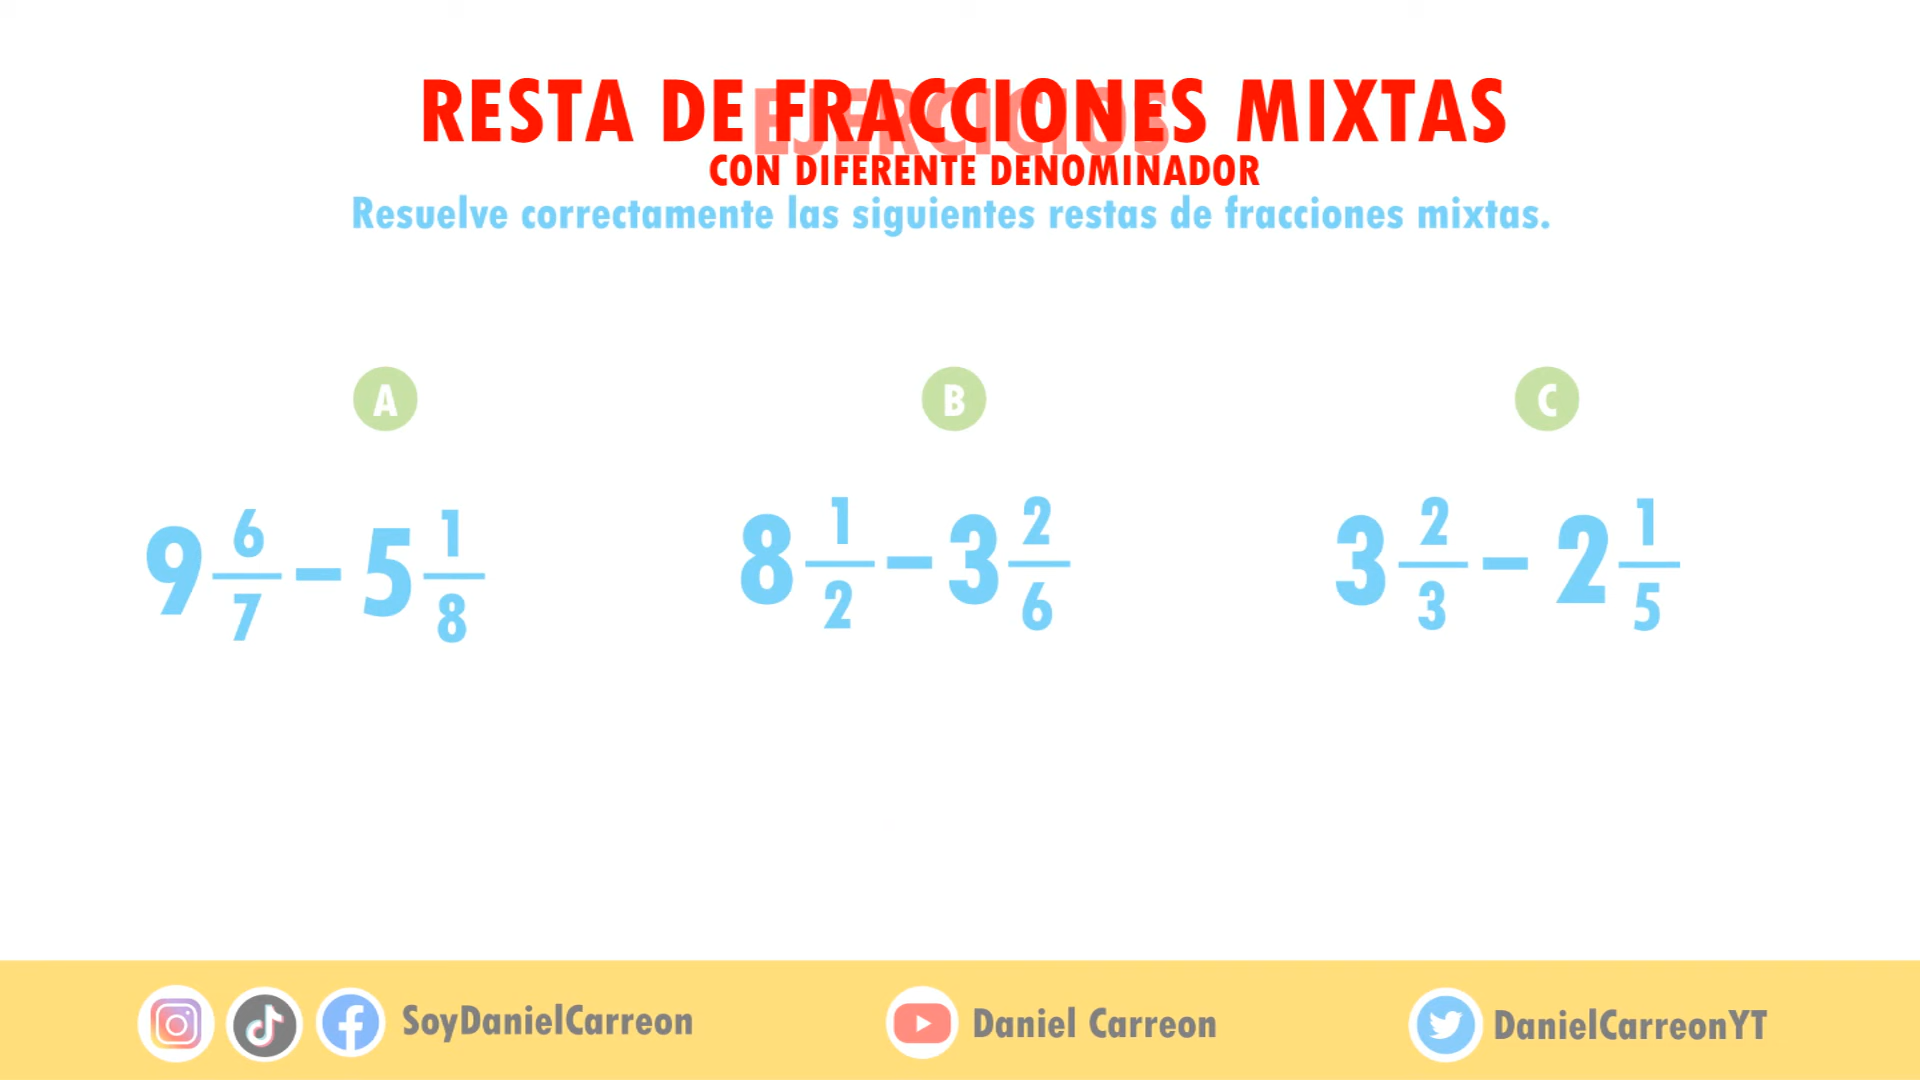 RESTA DE FRACCIONES MIXTAS
EJERCICIOS
CON DIFERENTE DENOMINADOR
Resuelve correctamente las siguientes restas de fracciones mixtas.
A
B
C
9 6/7 – 5 1/8
8 1/2 – 3 2/6
3 2/3 – 2 1/5
SoyDanielCarreon
Daniel Carreon
DanielCarreonYT